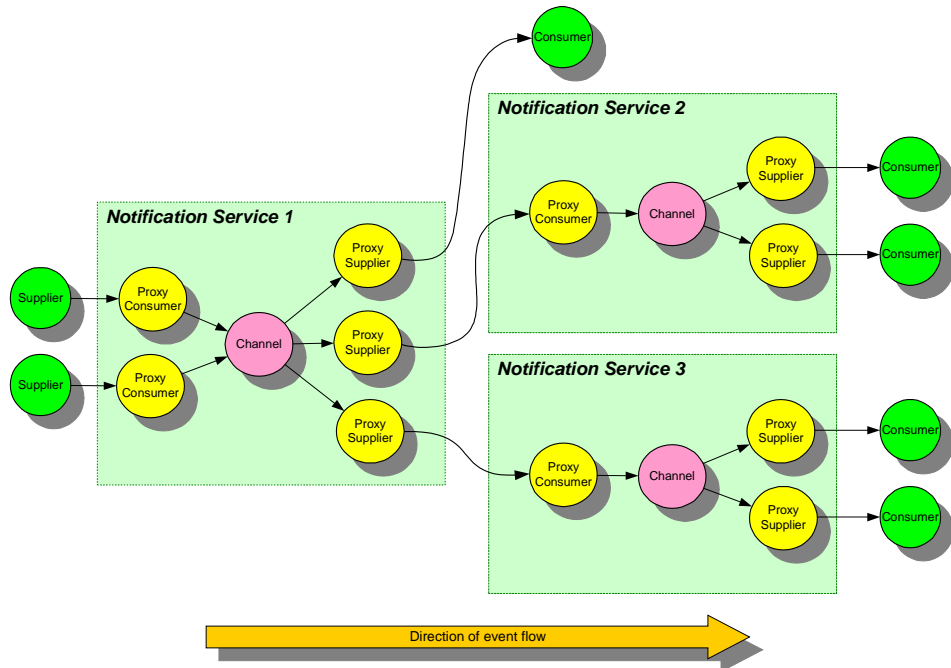 Consumer
Notification Service 2
Proxy
Supplier
Consumer
Proxy
Consumer
Channel
Proxy
Supplier
Consumer
Notification Service 1
Proxy
Supplier
Supplier
Proxy
Consumer
Channel
Proxy
Supplier
Supplier
Proxy
Consumer
Proxy
Supplier
Notification Service 3
Proxy
Supplier
Consumer
Proxy
Consumer
Channel
Proxy
Supplier
Consumer
Direction of event flow